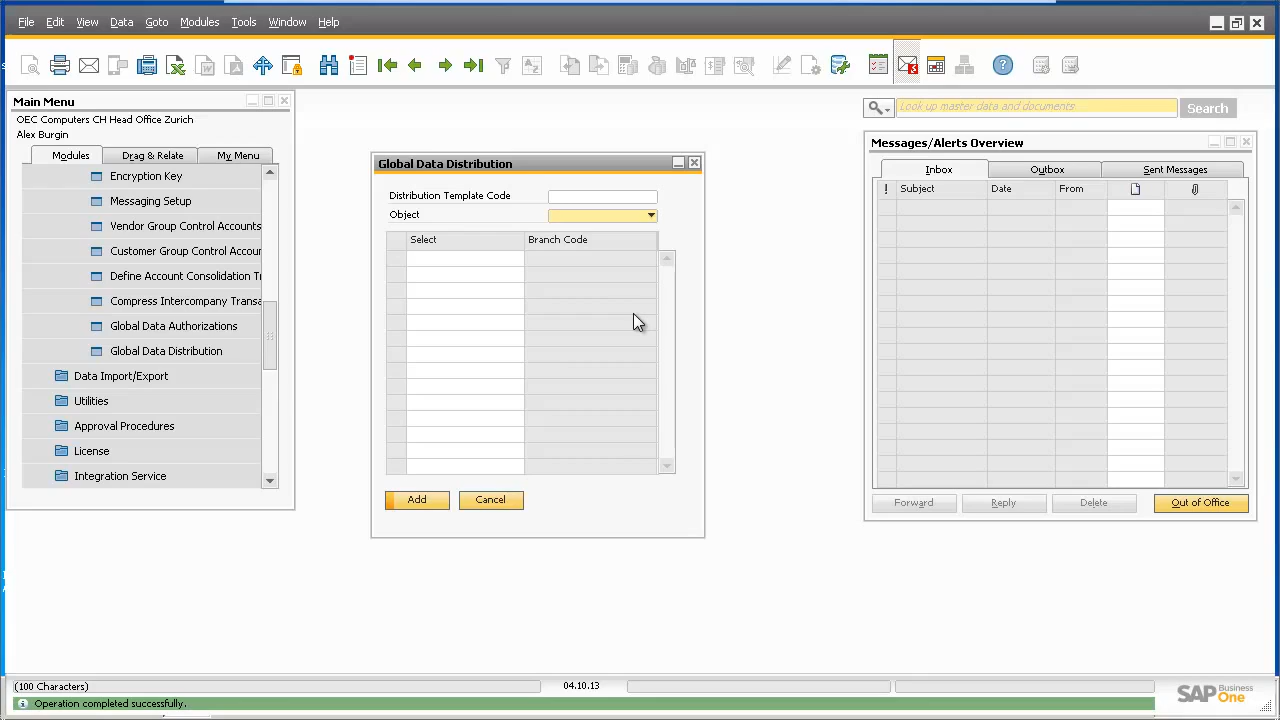 File Edit View Data Goto Modules Tools Window Help
Look up master data and documents
Search
Main Menu
OEC Computers CH Head Office Zurich
Alex Burgin
Modules Drag & Relate My Menu
Encryption Key
Messaging Setup
Vendor Group Control Accounts
Customer Group Control Accour
Define Account Consolidation Tr
Compress Intercompany Transa
Global Data Authorizations
Global Data Distribution
Data Import/Export
Utilities
Approval Procedures
License
Integration Service
Global Data Distribution
Distribution Template Code
Object
Select Branch Code
Add Cancel
Messages/Alerts Overview
Inbox Outbox Sent Messages
! Subject Date From
Forward Reply Delete Out of Office
(100 Characters) 04.10.13
Operation completed successfully.
SAP Business One